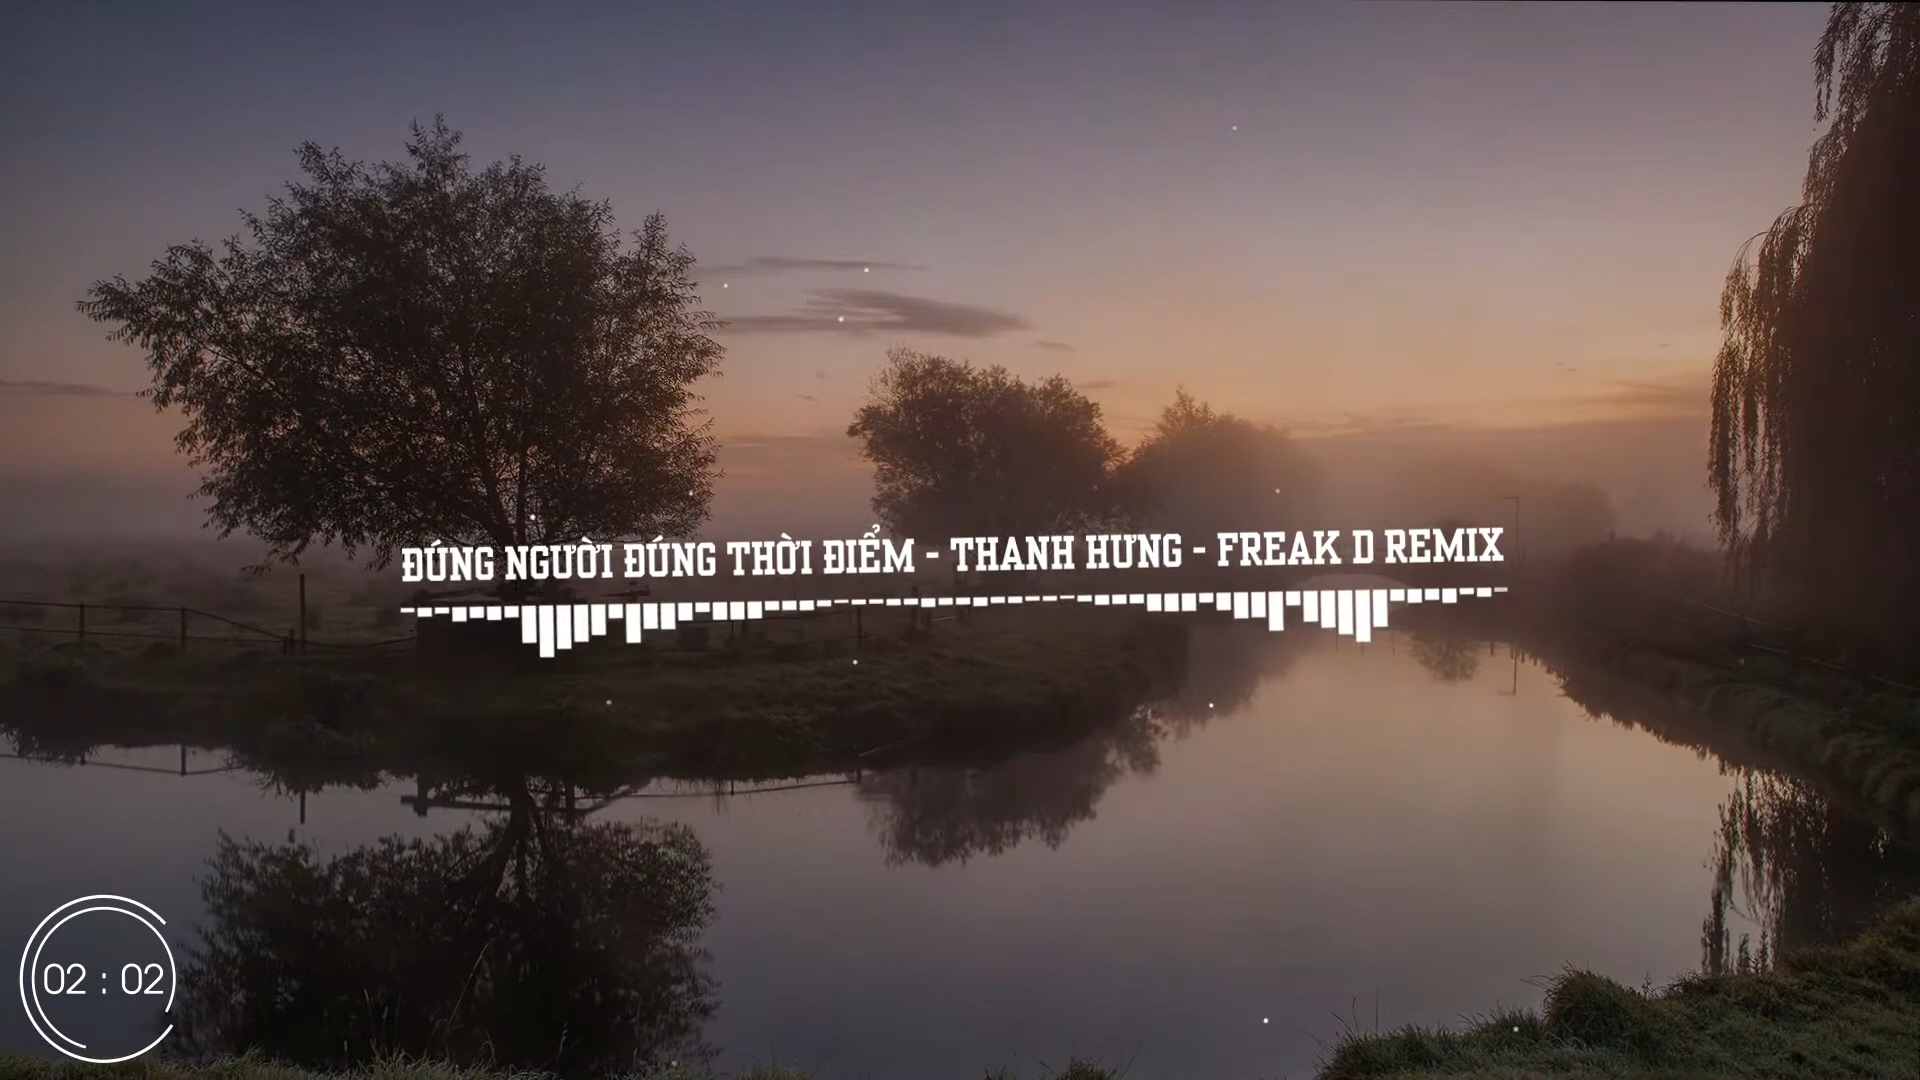 ĐÚNG NGƯỜI ĐÚNG THỜI ĐIỂM - THANH HƯNG - FREAK D REMIX
02 : 02